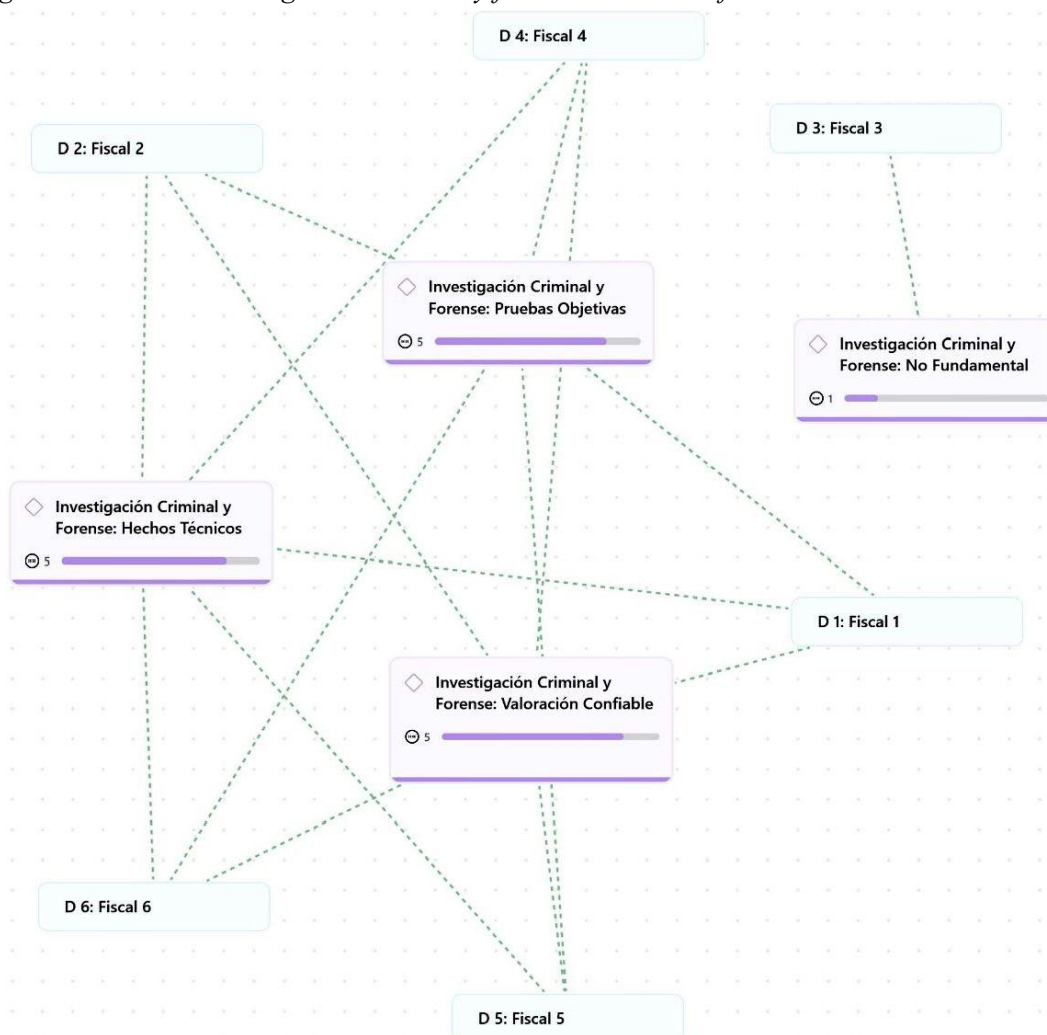 D 4: Fiscal 4
D 3: Fiscal 3
D 2: Fiscal 2
Investigación Criminal y
Forense: Pruebas Objetivas
5
Investigación Criminal y
Forense: No Fundamental
1
Investigación Criminal y
Forense: Hechos Técnicos
5
D 1: Fiscal 1
Investigación Criminal y
Forense: Valoración Confiable
5
D 6: Fiscal 6
D 5: Fiscal 5